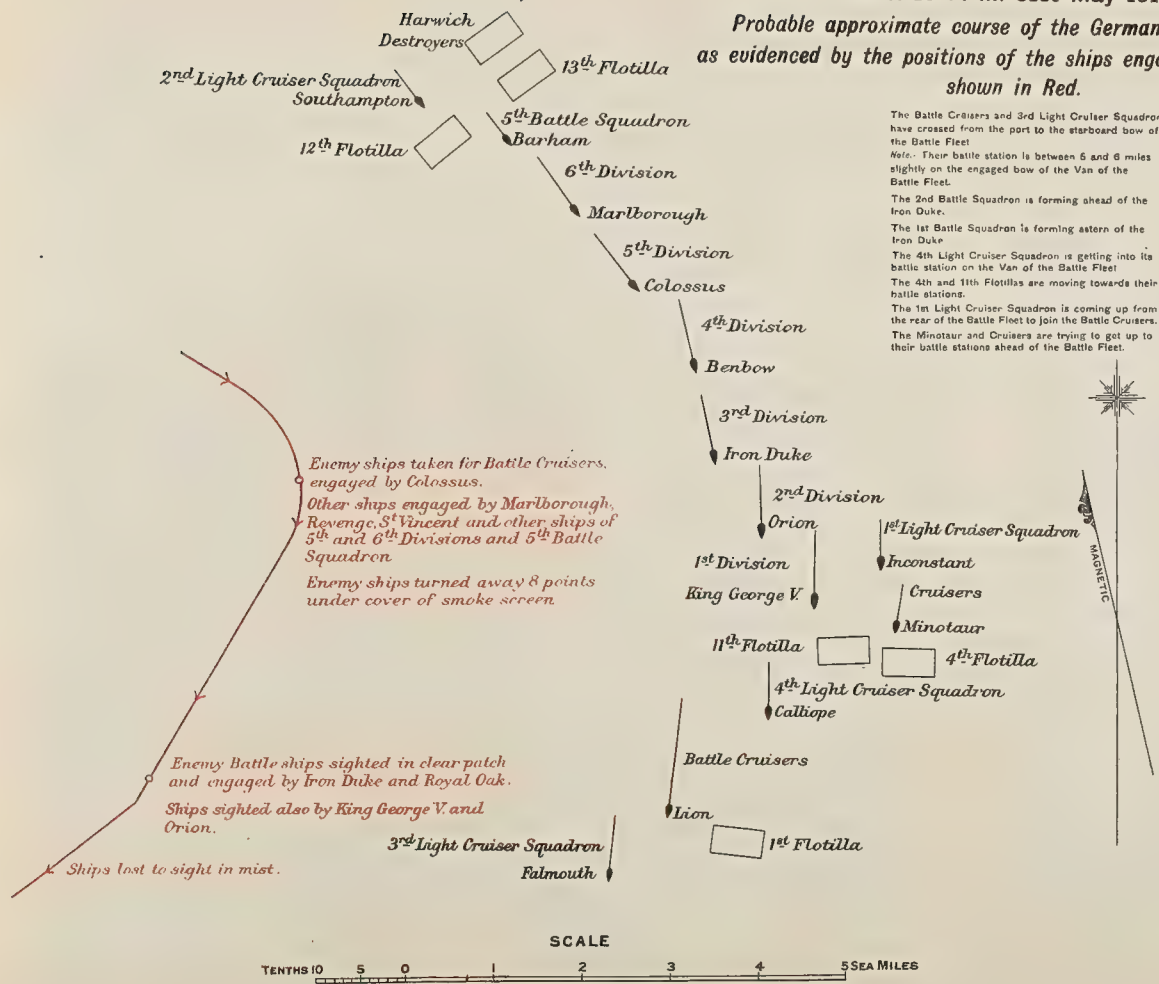 Probable approximate course of the German
as evidenced by the positions of the ships enga
shown in Red.
The Battle Cruisers and 3rd Light Cruiser Squadron
have crossed from the port to the starboard bow of
the Battle Fleet
Note.- Their battle station is between 5 and 6 miles
slightly on the engaged bow of the Van of the
Battle Fleet.
The 2nd Battle Squadron is forming ahead of the
Iron Duke.
The 1st Battle Squadron is forming astern of the
Iron Duke
The 4th Light Cruiser Squadron is getting into its
battle station on the Van of the Battle Fleet
The 4th and 11th Flotillas are moving towards their
battle stations.
The 1st Light Cruiser Squadron is coming up from
the rear of the Battle Fleet to join the Battle Cruisers.
The Minotaur and Cruisers are trying to get up to
their battle stations ahead of the Battle Fleet.
Harwich
Destroyers
13th Flotilla
2nd Light Cruiser Squadron
Southampton
12th Flotilla
5th Battle Squadron
Barham
6th Division
Marlborough
5th Division
Colossus
4th Division
Benbow
3rd Division
Iron Duke
2nd Division
Orion
1st Division
King George V.
1st Light Cruiser Squadron
Inconstant
Cruisers
Minotaur
11th Flotilla
4th Flotilla
4th Light Cruiser Squadron
Calliope
Battle Cruisers
Lion
1st Flotilla
3rd Light Cruiser Squadron
Falmouth
MAGNETIC
Enemy ships taken for Battle Cruisers,
engaged by Colossus.
Other ships engaged by Marlborough,
Revenge, St Vincent and other ships of
5th and 6th Divisions and 5th Battle
Squadron
Enemy ships turned away 8 points
under cover of smoke screen
Enemy Battle ships sighted in clear patch
and engaged by Iron Duke and Royal Oak.
Ships sighted also by King George V. and
Orion.
Ships lost to sight in mist.
SCALE
TENTHS 10 5 0 1 2 3 4 5 SEA MILES